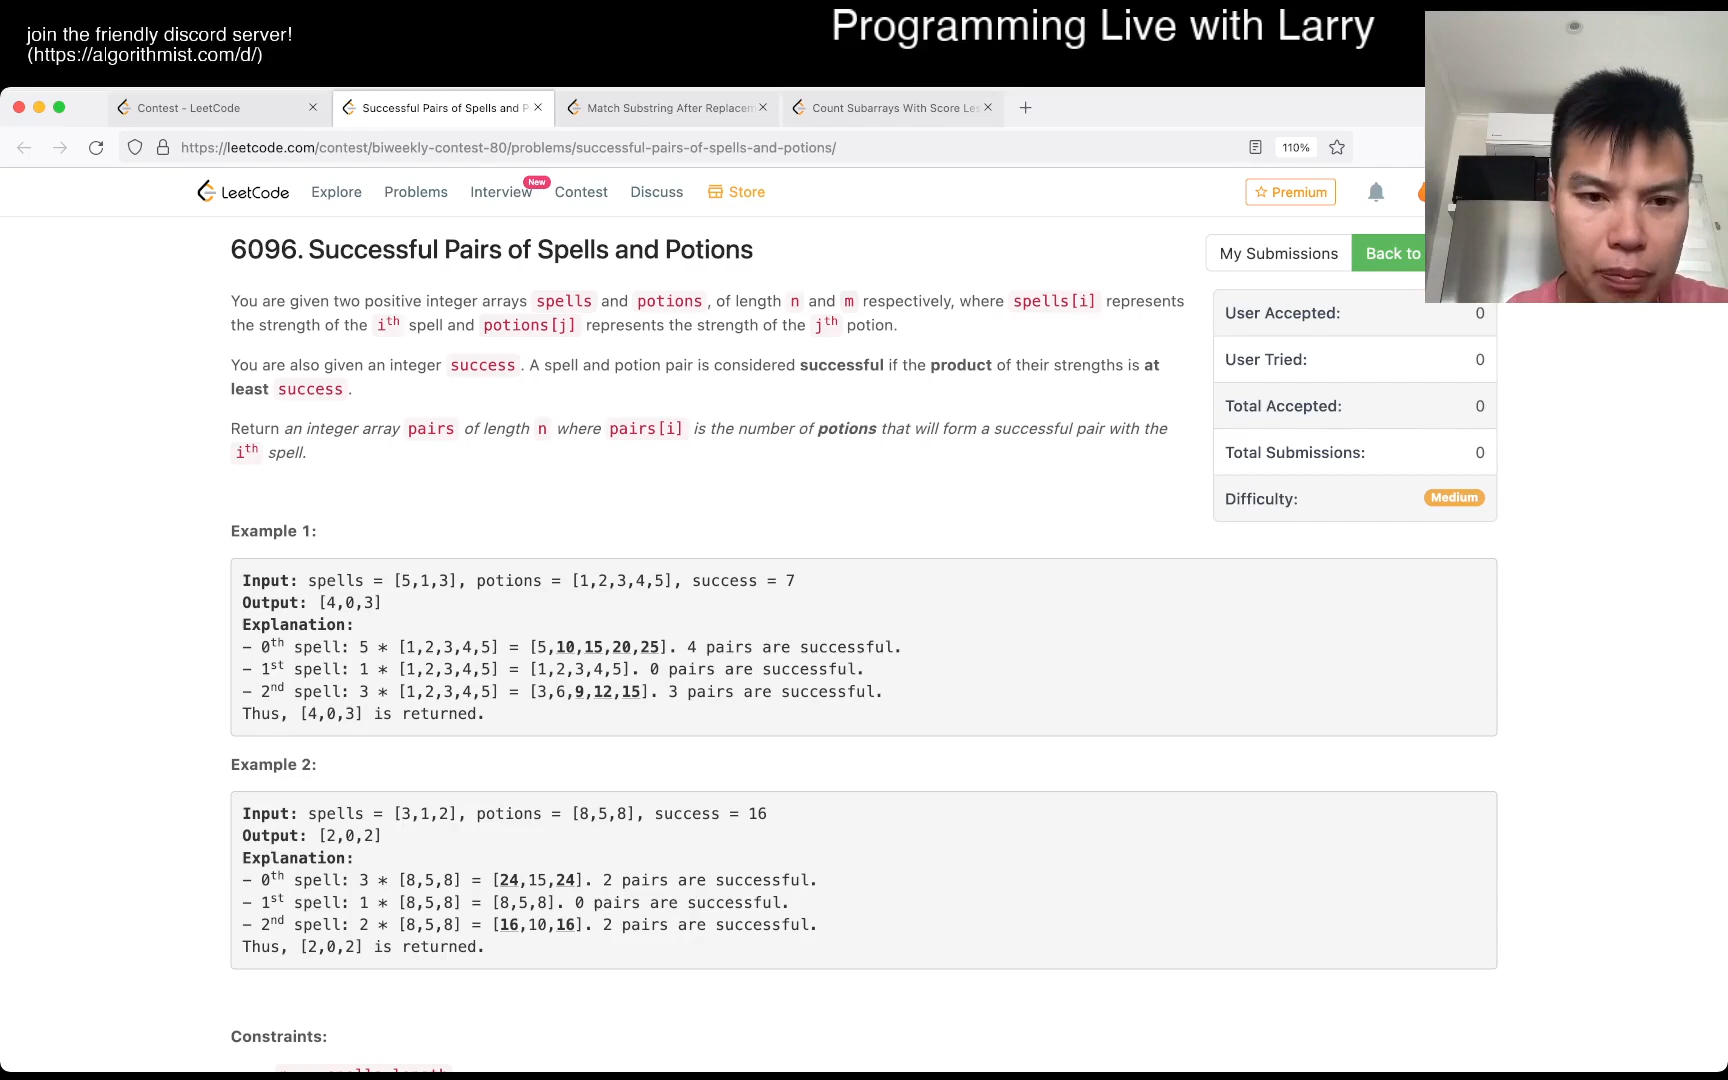 join the friendly discord server!
(https://algorithmist.com/d/)
Programming Live with Larry
Contest - LeetCode
Successful Pairs of Spells and P
Match Substring After Replacem
Count Subarrays With Score Les
https://leetcode.com/contest/biweekly-contest-80/problems/successful-pairs-of-spells-and-potions/
110%
LeetCode Explore Problems Interview New Contest Discuss Store
Premium
6096. Successful Pairs of Spells and Potions
My Submissions
Back to
You are given two positive integer arrays spells and potions, of length n and m respectively, where spells[i] represents
the strength of the ith spell and potions[j] represents the strength of the jth potion.
You are also given an integer success. A spell and potion pair is considered successful if the product of their strengths is at
least success.
Return an integer array pairs of length n where pairs[i] is the number of potions that will form a successful pair with the
ith spell.
User Accepted: 0
User Tried: 0
Total Accepted: 0
Total Submissions: 0
Difficulty: Medium
Example 1:
Input: spells = [5,1,3], potions = [1,2,3,4,5], success = 7
Output: [4,0,3]
Explanation:
- 0th spell: 5 * [1,2,3,4,5] = [5,10,15,20,25]. 4 pairs are successful.
- 1st spell: 1 * [1,2,3,4,5] = [1,2,3,4,5]. 0 pairs are successful.
- 2nd spell: 3 * [1,2,3,4,5] = [3,6,9,12,15]. 3 pairs are successful.
Thus, [4,0,3] is returned.
Example 2:
Input: spells = [3,1,2], potions = [8,5,8], success = 16
Output: [2,0,2]
Explanation:
- 0th spell: 3 * [8,5,8] = [24,15,24]. 2 pairs are successful.
- 1st spell: 1 * [8,5,8] = [8,5,8]. 0 pairs are successful.
- 2nd spell: 2 * [8,5,8] = [16,10,16]. 2 pairs are successful.
Thus, [2,0,2] is returned.
Constraints: